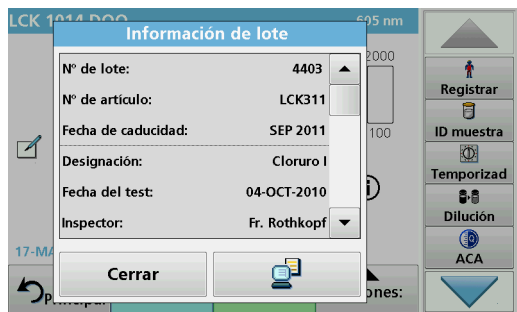 LCK 1014 DOO 605 nm
Información de lote
Nº de lote: 4403
Nº de artículo: LCK311
Fecha de caducidad: SEP 2011
Designación: Cloruro I
Fecha del test: 04-OCT-2010
Inspector: Fr. Rothkopf
Cerrar
2000
100
17-MA
Principal
ones:
Registrar
ID muestra
Temporizad
Dilución
ACA